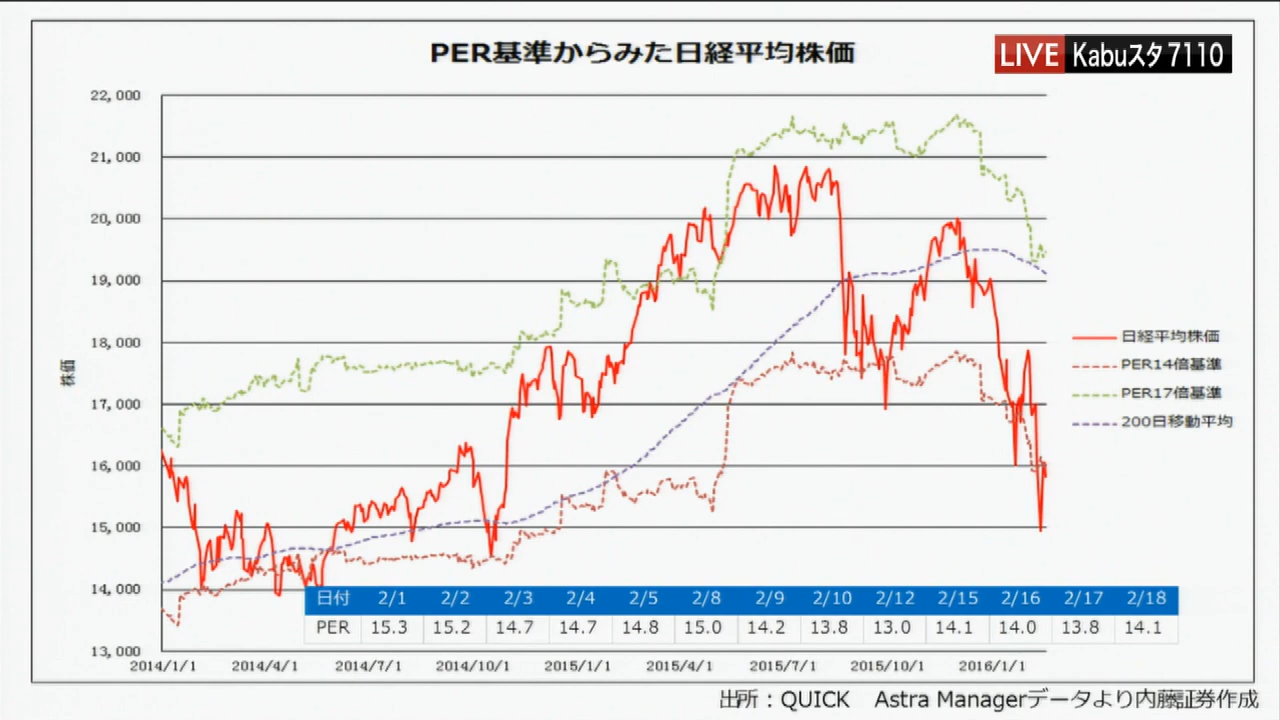 PER基準からみた日経平均株価
LIVE Kabuスタ7110
22,000
21,000
20,000
19,000
18,000
17,000
16,000
15,000
14,000
13,000
株価
日経平均株価
PER14倍基準
PER17倍基準
200日移動平均
日付 2/1 2/2 2/3 2/4 2/5 2/8 2/9 2/10 2/12 2/15 2/16 2/17 2/18
PER 15.3 15.2 14.7 14.7 14.8 15.0 14.2 13.8 13.0 14.1 14.0 13.8 14.1
2014/1/1 2014/4/1 2014/7/1 2014/10/1 2015/1/1 2015/4/1 2015/7/1 2015/10/1 2016/1/1
出所：QUICK Astra Managerデータより内藤証券作成